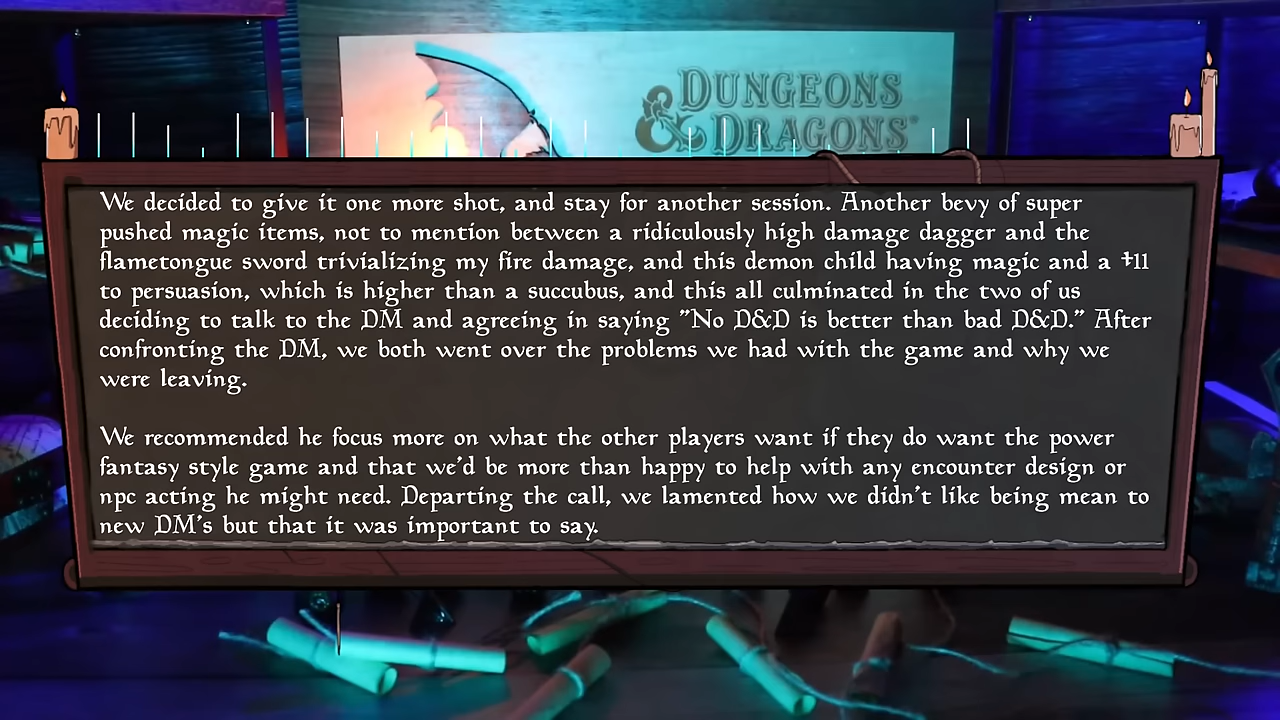 DUNGEONS
& DRAGONS®
We decided to give it one more shot, and stay for another session. Another bevy of super
pushed magic items, not to mention between a ridiculously high damage dagger and the
flametongue sword trivializing my fire damage, and this demon child having magic and a +11
to persuasion, which is higher than a succubus, and this all culminated in the two of us
deciding to talk to the DM and agreeing in saying "No D&D is better than bad D&D." After
confronting the DM, we both went over the problems we had with the game and why we
were leaving.
We recommended he focus more on what the other players want if they do want the power
fantasy style game and that we'd be more than happy to help with any encounter design or
npc acting he might need. Departing the call, we lamented how we didn't like being mean to
new DM's but that it was important to say.